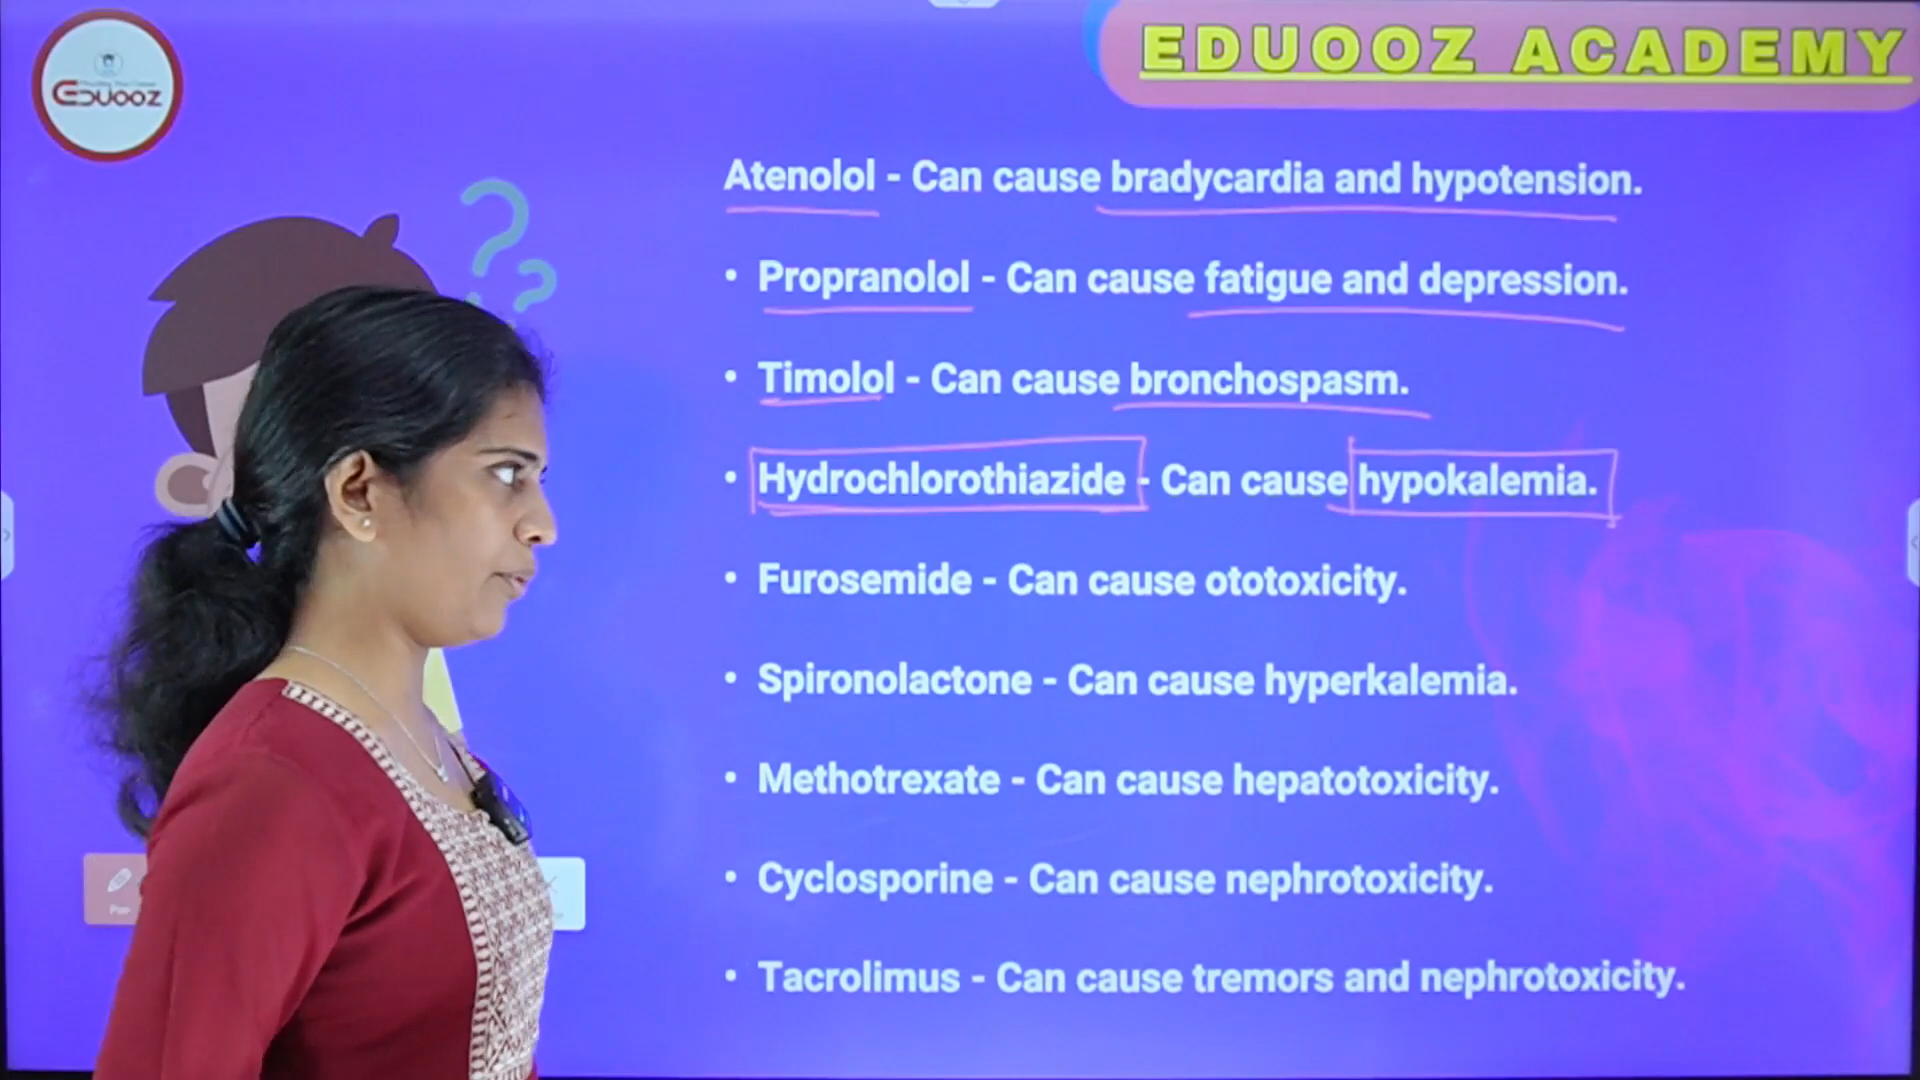 EDUOOZ
EDUOOZ ACADEMY
Atenolol - Can cause bradycardia and hypotension.
• Propranolol - Can cause fatigue and depression.
• Timolol - Can cause bronchospasm.
• Hydrochlorothiazide - Can cause hypokalemia.
• Furosemide - Can cause ototoxicity.
• Spironolactone - Can cause hyperkalemia.
• Methotrexate - Can cause hepatotoxicity.
• Cyclosporine - Can cause nephrotoxicity.
Pen
• Tacrolimus - Can cause tremors and nephrotoxicity.